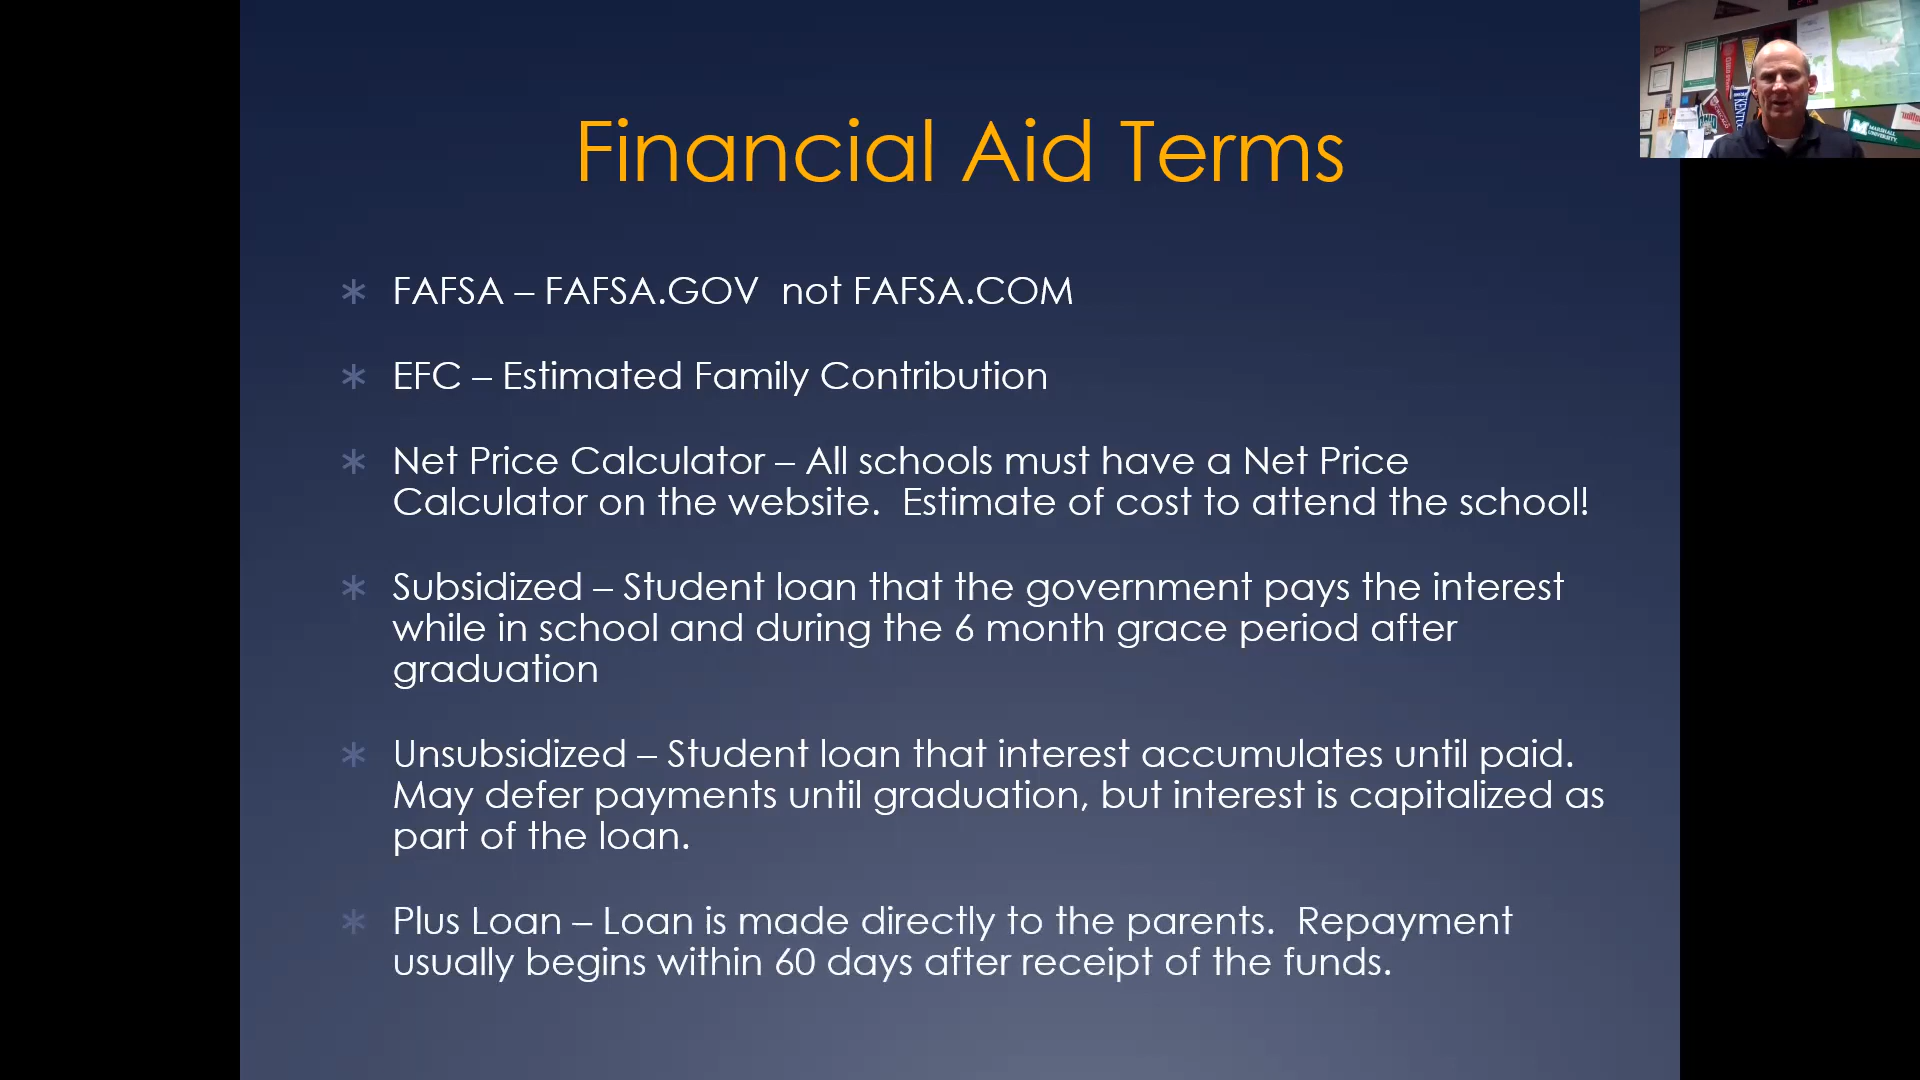 Financial Aid Terms
FAFSA – FAFSA.GOV  not FAFSA.COM
EFC – Estimated Family Contribution
Net Price Calculator – All schools must have a Net Price
Calculator on the website.  Estimate of cost to attend the school!
Subsidized – Student loan that the government pays the interest
while in school and during the 6 month grace period after
graduation
Unsubsidized – Student loan that interest accumulates until paid.
May defer payments until graduation, but interest is capitalized as
part of the loan.
Plus Loan – Loan is made directly to the parents.  Repayment
usually begins within 60 days after receipt of the funds.
MARSHALL
UNIVERSITY